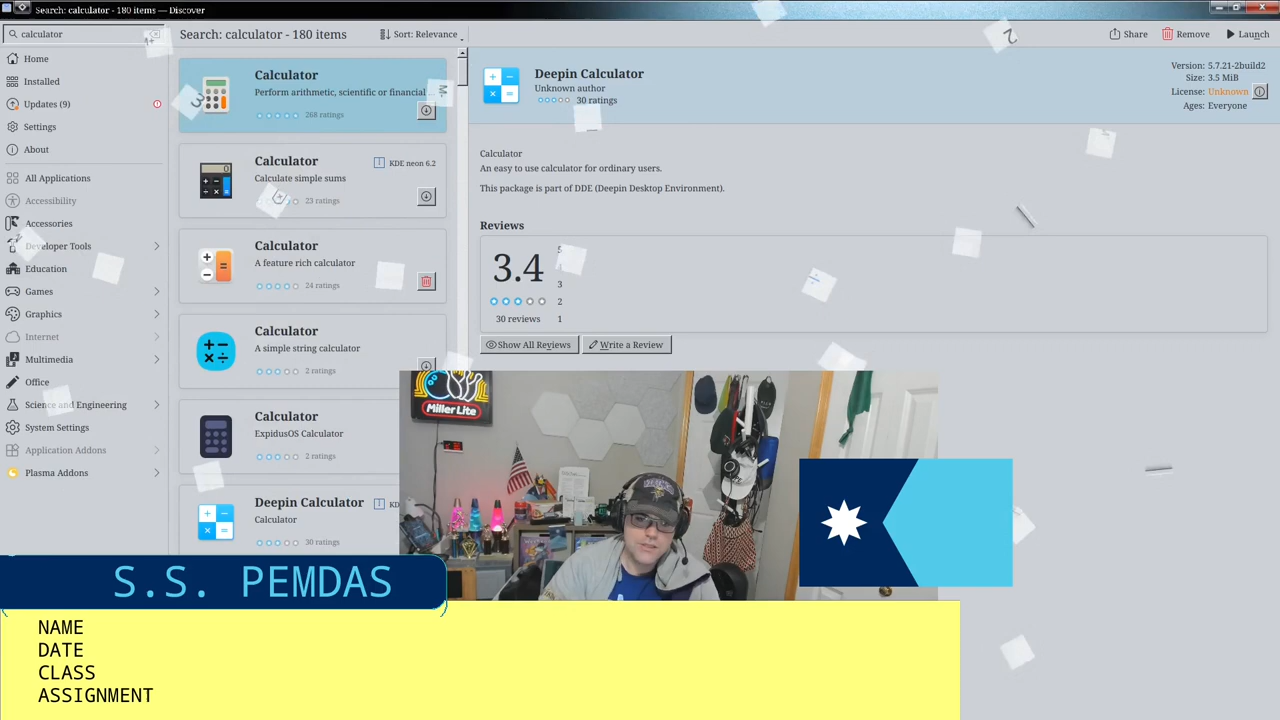 Search: calculator - 180 items — Discover
calculator
Search: calculator - 180 items
Sort: Relevance
Share
Remove
Launch
Home
Installed
Updates (9)
Settings
About
All Applications
Accessibility
Accessories
Developer Tools
Education
Games
Graphics
Internet
Multimedia
Office
Science and Engineering
System Settings
Application Addons
Plasma Addons
Calculator
Perform arithmetic, scientific or financial
268 ratings
Calculator
KDE neon 6.2
Calculate simple sums
23 ratings
Calculator
A feature rich calculator
24 ratings
Calculator
A simple string calculator
2 ratings
Calculator
ExpidusOS Calculator
2 ratings
Deepin Calculator
KD
Calculator
30 ratings
Deepin Calculator
Unknown author
30 ratings
Version: 5.7.21-2build2
Size: 3.5 MiB
License: Unknown
Ages: Everyone
Calculator
An easy to use calculator for ordinary users.
This package is part of DDE (Deepin Desktop Environment).
Reviews
3.4
30 reviews
5
3
2
1
Show All Reviews
Write a Review
Miller Lite
S.S. PEMDAS
NAME
DATE
CLASS
ASSIGNMENT
2
3